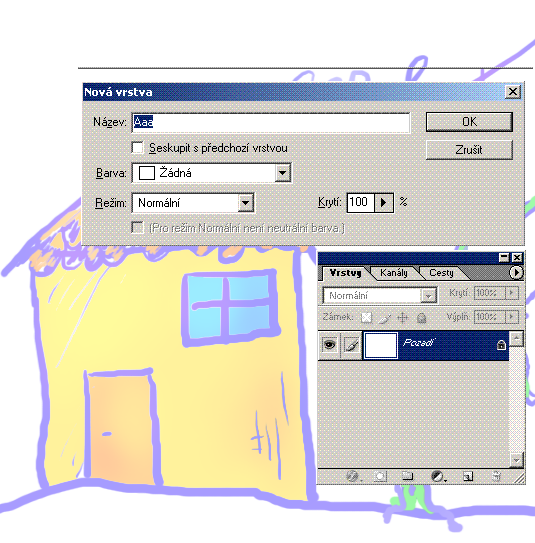 Nová vrstva
Název: Aaa
OK
Seskupit s předchozí vrstvou
Zrušit
Barva: Žádná
Režim: Normální
Krytí: 100 %
(Pro režim Normální není neutrální barva.)
Vrstvy Kanály Cesty
Normální Krytí: 100%
Zámek: Výplň: 100%
Pozadí